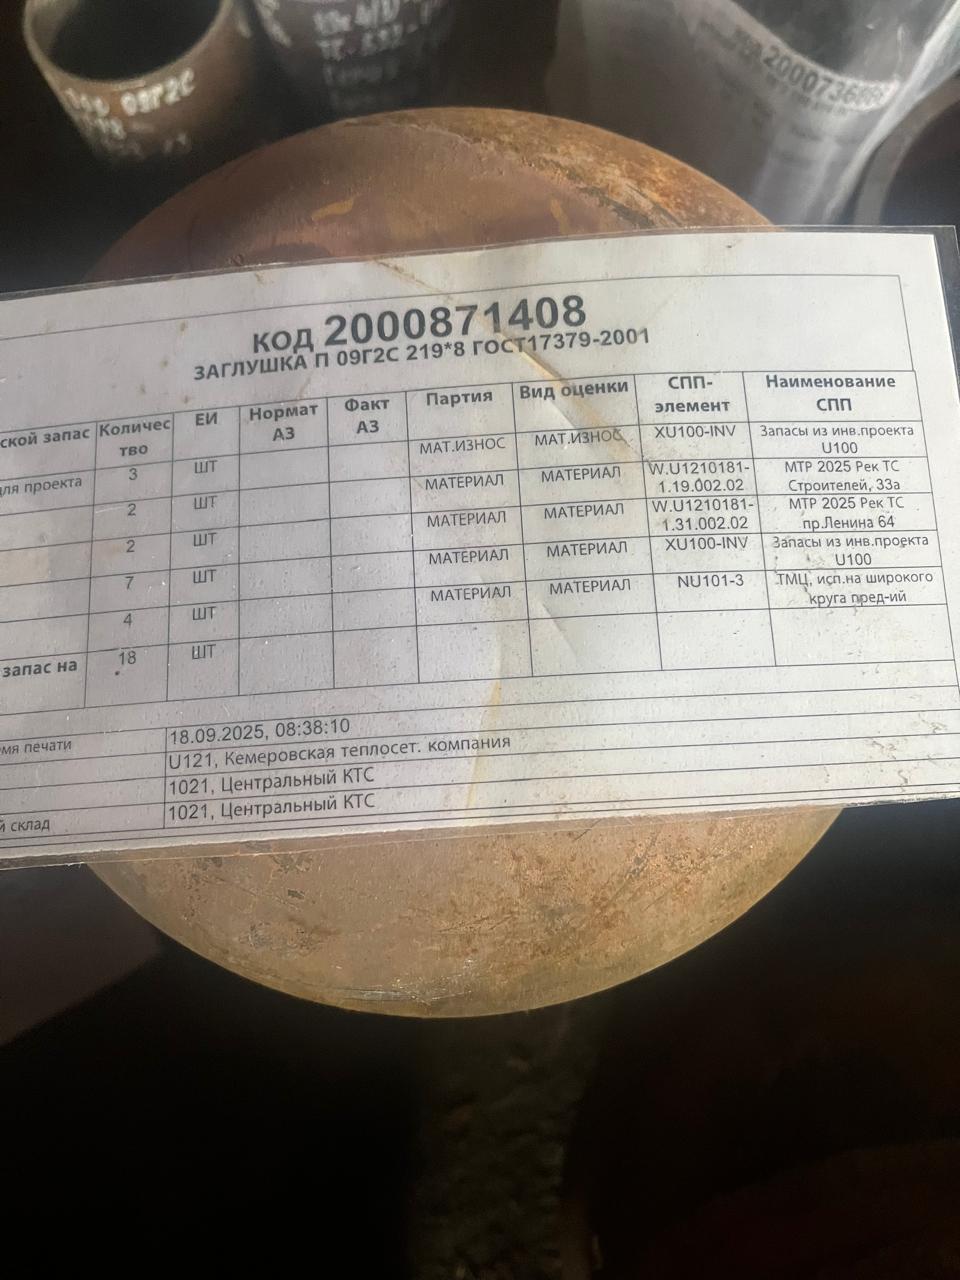 09Г2С
2000736
КОД 2000871408
ЗАГЛУШКА П 09Г2С 219*8 ГОСТ17379-2001
ской запас Количес тво ЕИ Нормат АЗ Факт АЗ Партия Вид оценки СПП-элемент Наименование СПП
для проекта 3 ШТ МАТ.ИЗНОС МАТ.ИЗНОС XU100-INV Запасы из инв.проекта U100
2 ШТ МАТЕРИАЛ МАТЕРИАЛ W.U1210181-1.19.002.02 МТР 2025 Рек ТС Строителей, 33а
2 ШТ МАТЕРИАЛ МАТЕРИАЛ W.U1210181-1.31.002.02 МТР 2025 Рек ТС пр.Ленина 64
7 ШТ МАТЕРИАЛ МАТЕРИАЛ XU100-INV Запасы из инв.проекта U100
4 ШТ МАТЕРИАЛ МАТЕРИАЛ NU101-3 ТМЦ, исп.на широкого круга пред-ий
запас на 18 ШТ
мя печати 18.09.2025, 08:38:10
U121, Кемеровская теплосет. компания
1021, Центральный КТС
й склад 1021, Центральный КТС